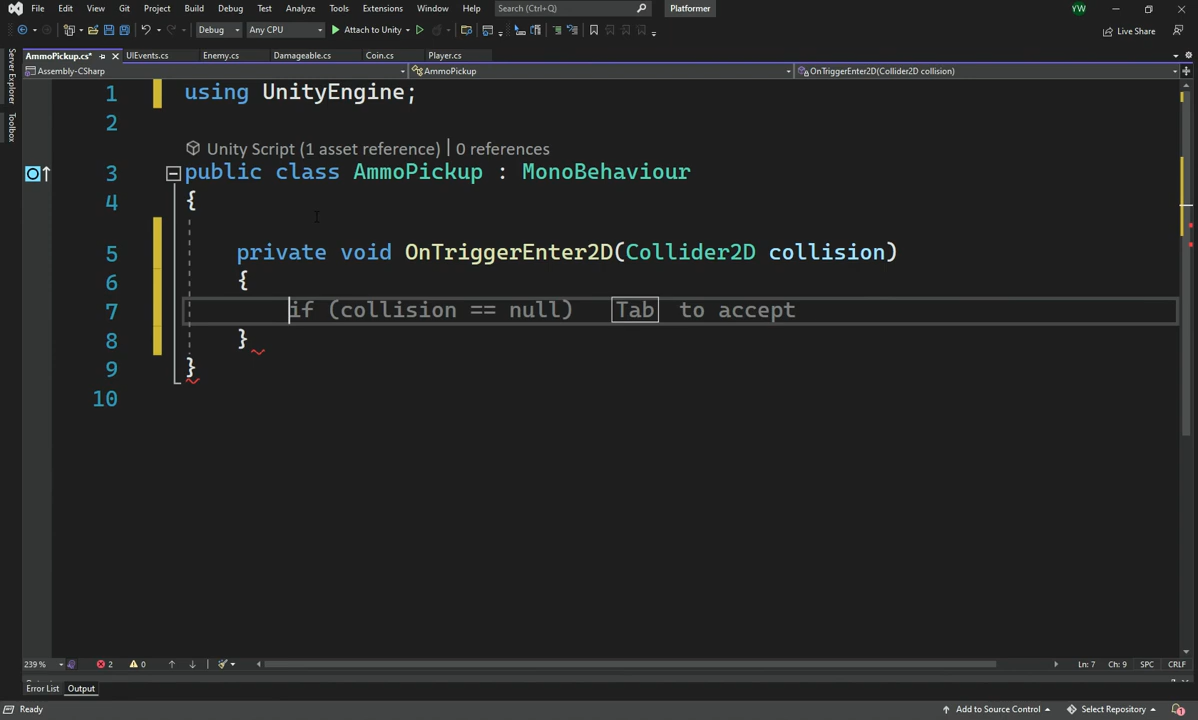 File Edit View Git Project Build Debug Test Analyze Tools Extensions Window Help Search (Ctrl+Q) Platformer YW
Debug Any CPU Attach to Unity Live Share
AmmoPickup.cs* UIEvents.cs Enemy.cs Damageable.cs Coin.cs Player.cs
Assembly-CSharp AmmoPickup OnTriggerEnter2D(Collider2D collision)
Server Explorer
Toolbox
1 using UnityEngine;
2
Unity Script (1 asset reference) | 0 references
3 public class AmmoPickup : MonoBehaviour
4 {
5 private void OnTriggerEnter2D(Collider2D collision)
6 {
7 if (collision == null) Tab to accept
8 }
9 }
10
239 % 2 0 Ln: 7 Ch: 9 SPC CRLF
Error List Output
Ready Add to Source Control Select Repository 1